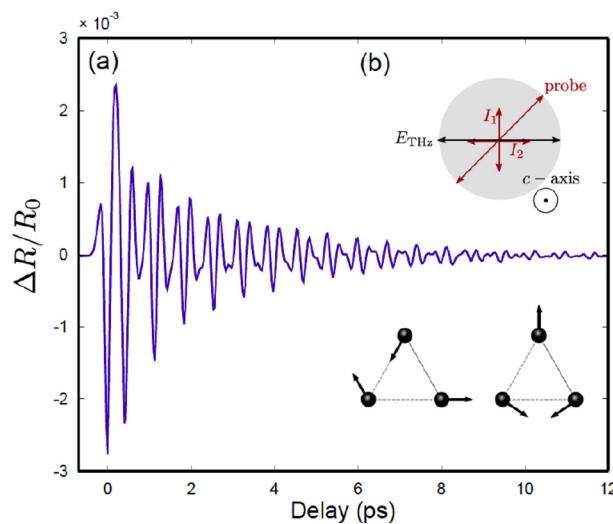 × 10⁻³
3
(a)
(b)
2
1
0
-1
-2
-3
ΔR/R₀
probe
I₁
E_THz
I₂
c − axis
0
2
4
6
8
10
12
Delay (ps)